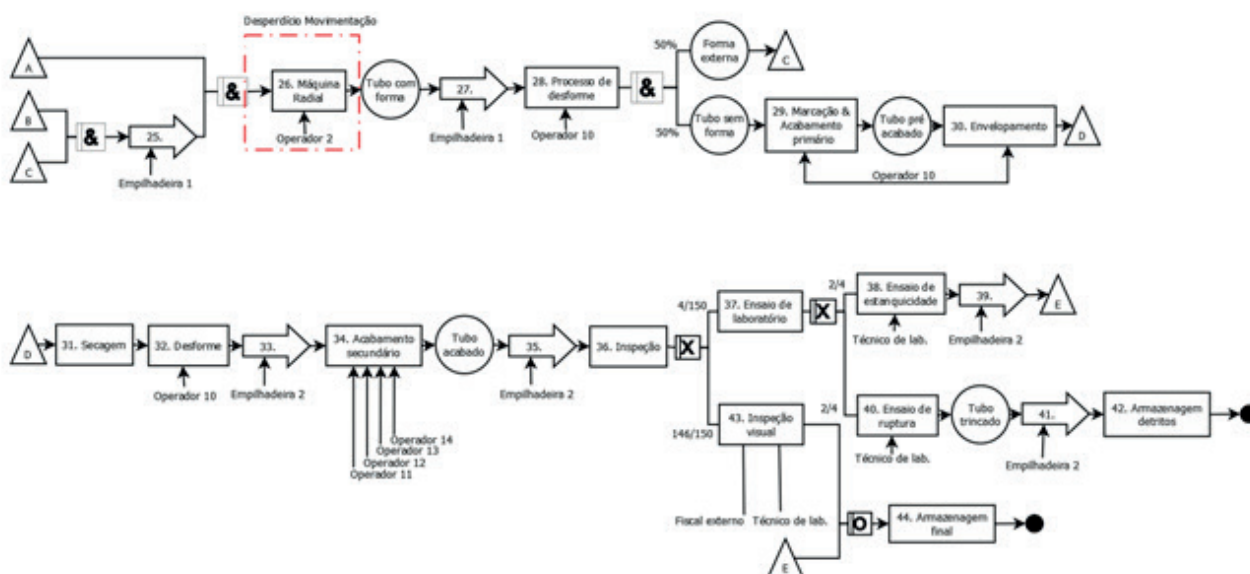 Desperdício Movimentação
A
B
C
&
25.
Empilhadeira 1
&
26. Máquina
Radial
Operador 2
Tubo com
forma
27.
Empilhadeira 1
28. Processo de
desforme
Operador 10
&
50%
Forma
externa
C
50%
Tubo sem
forma
29. Marcação &
Acabamento
primário
Tubo pré
acabado
30. Envelopamento
D
Operador 10
D
31. Secagem
32. Desforme
Operador 10
33.
Empilhadeira 2
34. Acabamento
secundário
Operador 14
Operador 13
Operador 12
Operador 11
Tubo
acabado
35.
Empilhadeira 2
36. Inspeção
X
4/150
37. Ensaio de
laboratório
X
2/4
38. Ensaio de
estanquicidade
Técnico de lab.
39.
Empilhadeira 2
E
2/4
40. Ensaio de
ruptura
Técnico de lab.
Tubo
trincado
41.
Empilhadeira 2
42. Armazenagem
detritos
146/150
43. Inspeção
visual
Fiscal externo
Técnico de lab.
E
O
44. Armazenagem
final